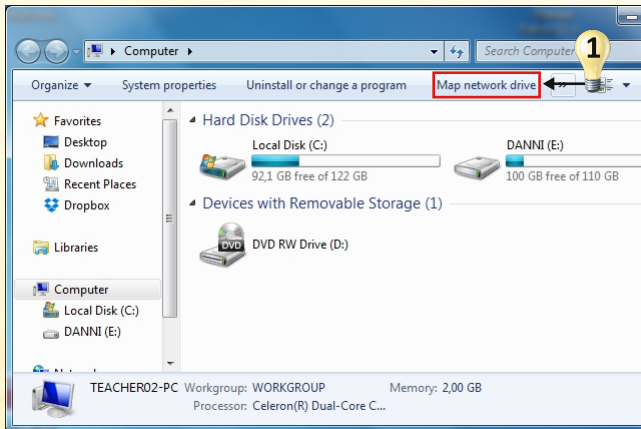 Computer
Search Computer
1
Organize
System properties
Uninstall or change a program
Map network drive
»
Favorites
Desktop
Downloads
Recent Places
Dropbox
Libraries
Computer
Local Disk (C:)
DANNI (E:)
Hard Disk Drives (2)
Local Disk (C:)
92,1 GB free of 122 GB
DANNI (E:)
100 GB free of 110 GB
Devices with Removable Storage (1)
DVD
DVD RW Drive (D:)
TEACHER02-PC Workgroup: WORKGROUP Memory: 2,00 GB
Processor: Celeron(R) Dual-Core C...